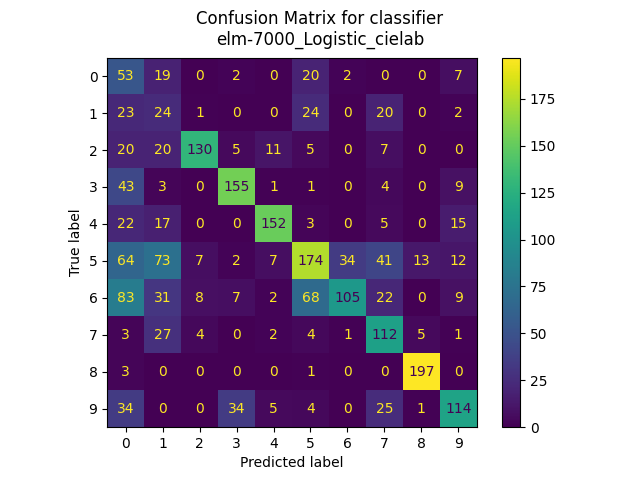 Confusion Matrix for classifier
elm-7000_Logistic_cielab
0 53 19 0 2 0 20 2 0 0 7
1 23 24 1 0 0 24 0 20 0 2
2 20 20 130 5 11 5 0 7 0 0
3 43 3 0 155 1 1 0 4 0 9
4 22 17 0 0 152 3 0 5 0 15
5 64 73 7 2 7 174 34 41 13 12
6 83 31 8 7 2 68 105 22 0 9
7 3 27 4 0 2 4 1 112 5 1
8 3 0 0 0 0 1 0 0 197 0
9 34 0 0 34 5 4 0 25 1 114
0 1 2 3 4 5 6 7 8 9
Predicted label
True label
175
150
125
100
75
50
25
0